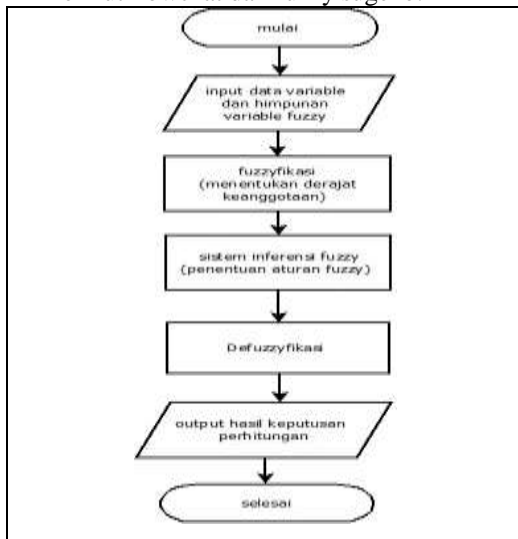 mulai
input data variable
dan himpunan
variable fuzzy
fuzzyfikasi
(menentukan derajat
keanggotaan)
sistem inferensi fuzzy
(penentuan aturan fuzzy)
Defuzzyfikasi
output hasil keputusan
perhitungan
selesai